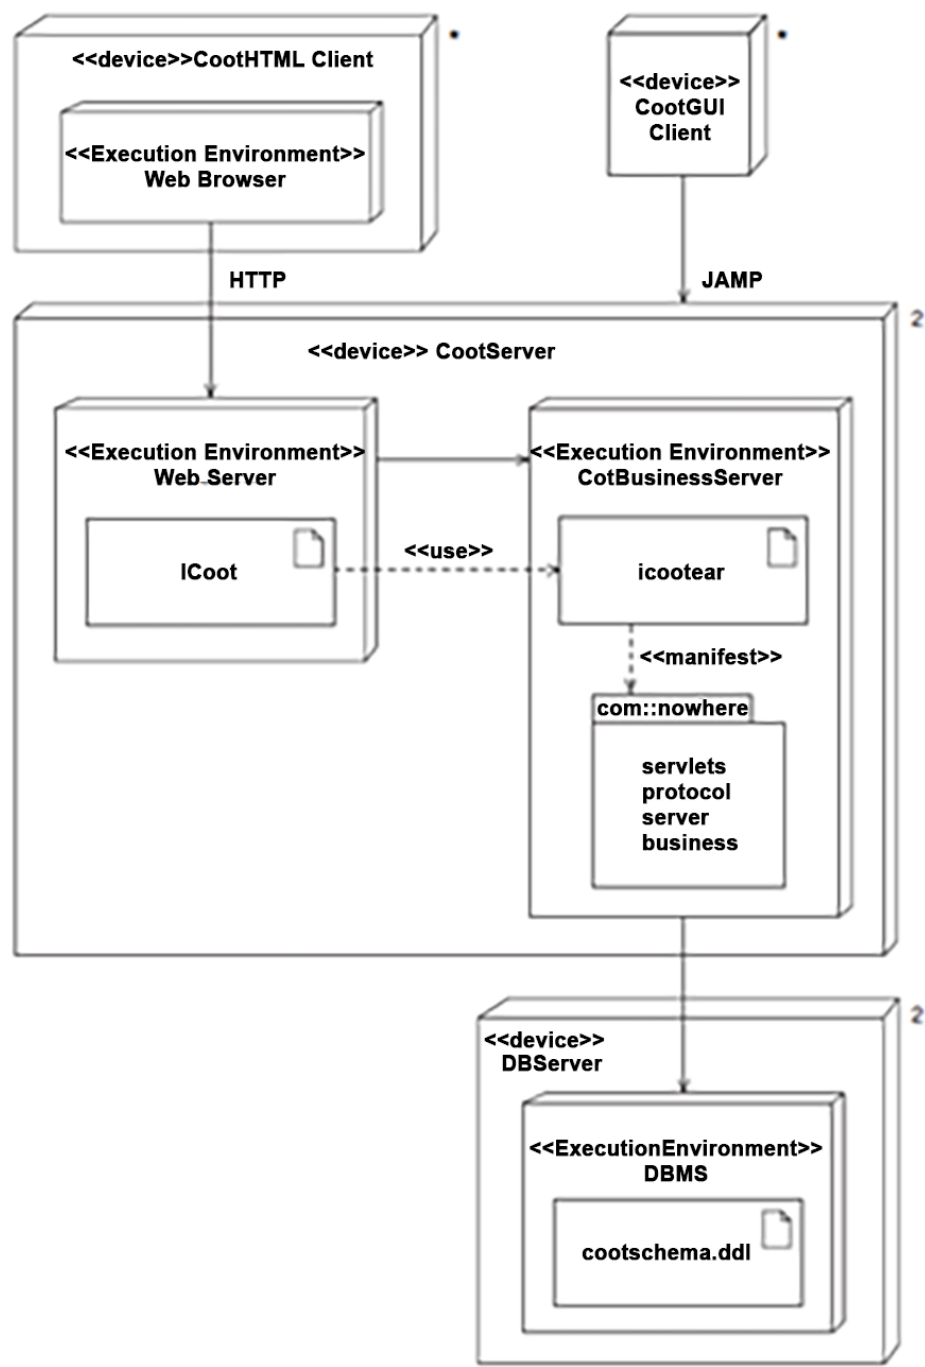 <<device>>CootHTML Client
<<Execution Environment>>
Web Browser
<<device>>
CootGUI
Client
HTTP
JAMP
2
<<device>> CootServer
<<Execution Environment>>
Web Server
ICoot
<<use>>
<<Execution Environment>>
CotBusinessServer
icootear
<<manifest>>
com::nowhere
servlets
protocol
server
business
2
<<device>>
DBServer
<<ExecutionEnvironment>>
DBMS
cootschema.ddl